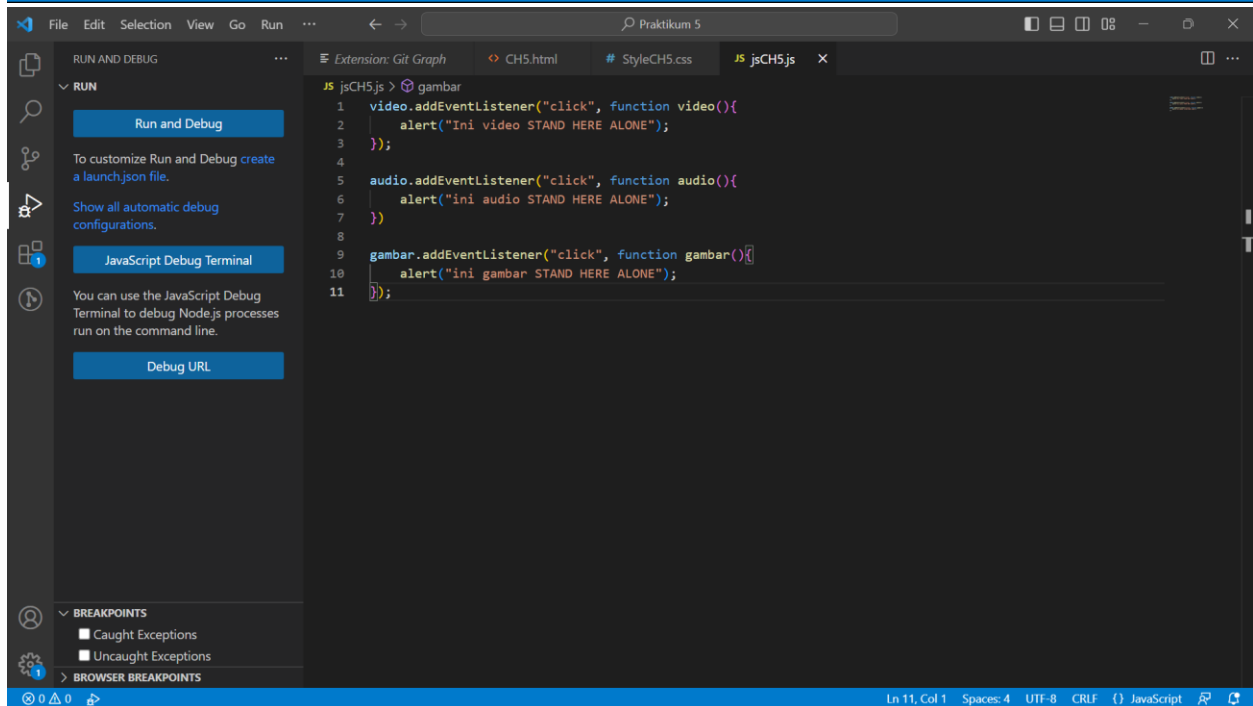 File Edit Selection View Go Run ··· ← → Praktikum 5
RUN AND DEBUG ···
RUN
Run and Debug
To customize Run and Debug create
a launch.json file.
Show all automatic debug
configurations.
JavaScript Debug Terminal
You can use the JavaScript Debug
Terminal to debug Node.js processes
run on the command line.
Debug URL
BREAKPOINTS
Caught Exceptions
Uncaught Exceptions
BROWSER BREAKPOINTS
1
1
Extension: Git Graph <> CH5.html # StyleCH5.css JS jsCH5.js ×
JS jsCH5.js > gambar
1 video.addEventListener("click", function video(){
2 alert("Ini video STAND HERE ALONE");
3 });
4
5 audio.addEventListener("click", function audio(){
6 alert("ini audio STAND HERE ALONE");
7 })
8
9 gambar.addEventListener("click", function gambar(){
10 alert("ini gambar STAND HERE ALONE");
11 });
0 0 Ln 11, Col 1 Spaces: 4 UTF-8 CRLF {} JavaScript